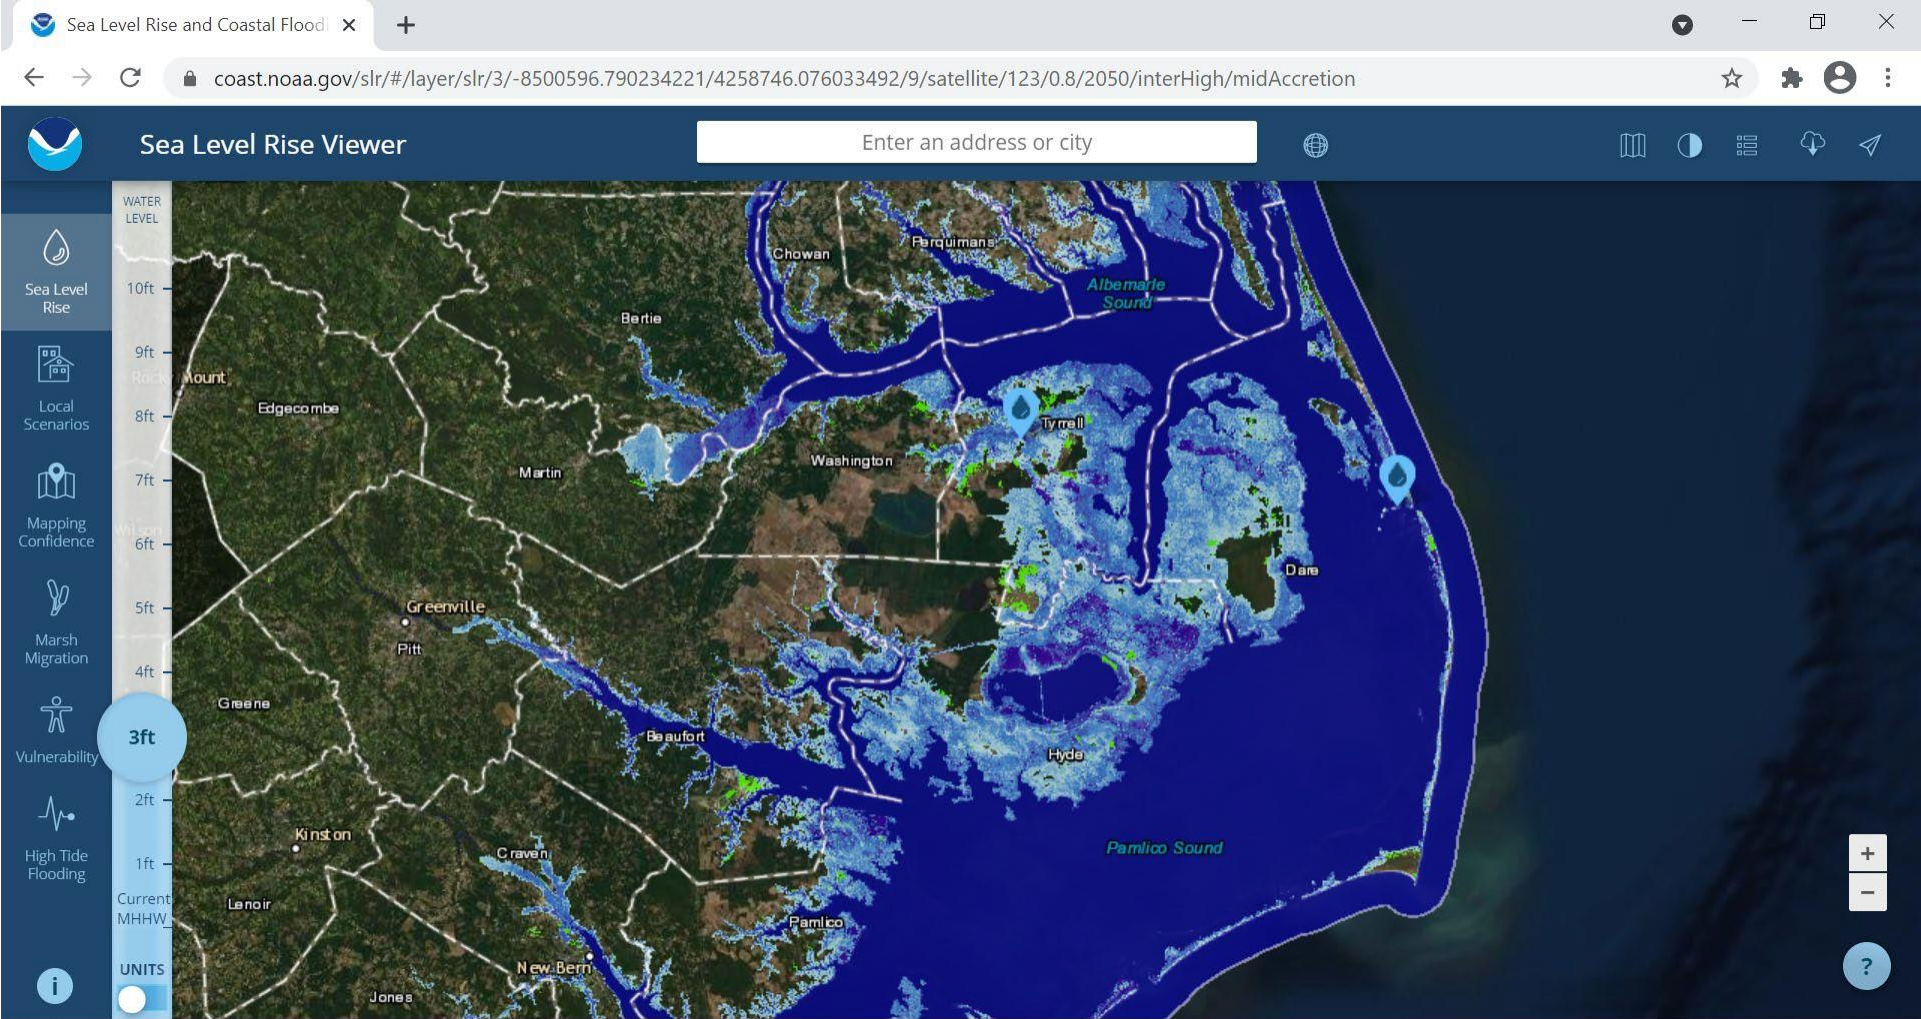 Sea Level Rise and Coastal Flood
coast.noaa.gov/slr/#/layer/slr/3/-8500596.790234221/4258746.076033492/9/satellite/123/0.8/2050/interHigh/midAccretion
Sea Level Rise Viewer
Enter an address or city
WATER
LEVEL
10ft
9ft
8ft
7ft
6ft
5ft
4ft
3ft
2ft
1ft
Current
MHHW
UNITS
Sea Level
Rise
Local
Scenarios
Mapping
Confidence
Marsh
Migration
Vulnerability
High Tide
Flooding
i
Chowan
Perquimans
Albemarle
Sound
Bertie
Rocky Mount
Edgecombe
Tyrrell
Martin
Washington
Wilson
Dare
Greenville
Pitt
Greene
Beaufort
Hyde
Kinston
Craven
Pamlico Sound
Lenoir
Pamlico
New Bern
Jones
+
−
?